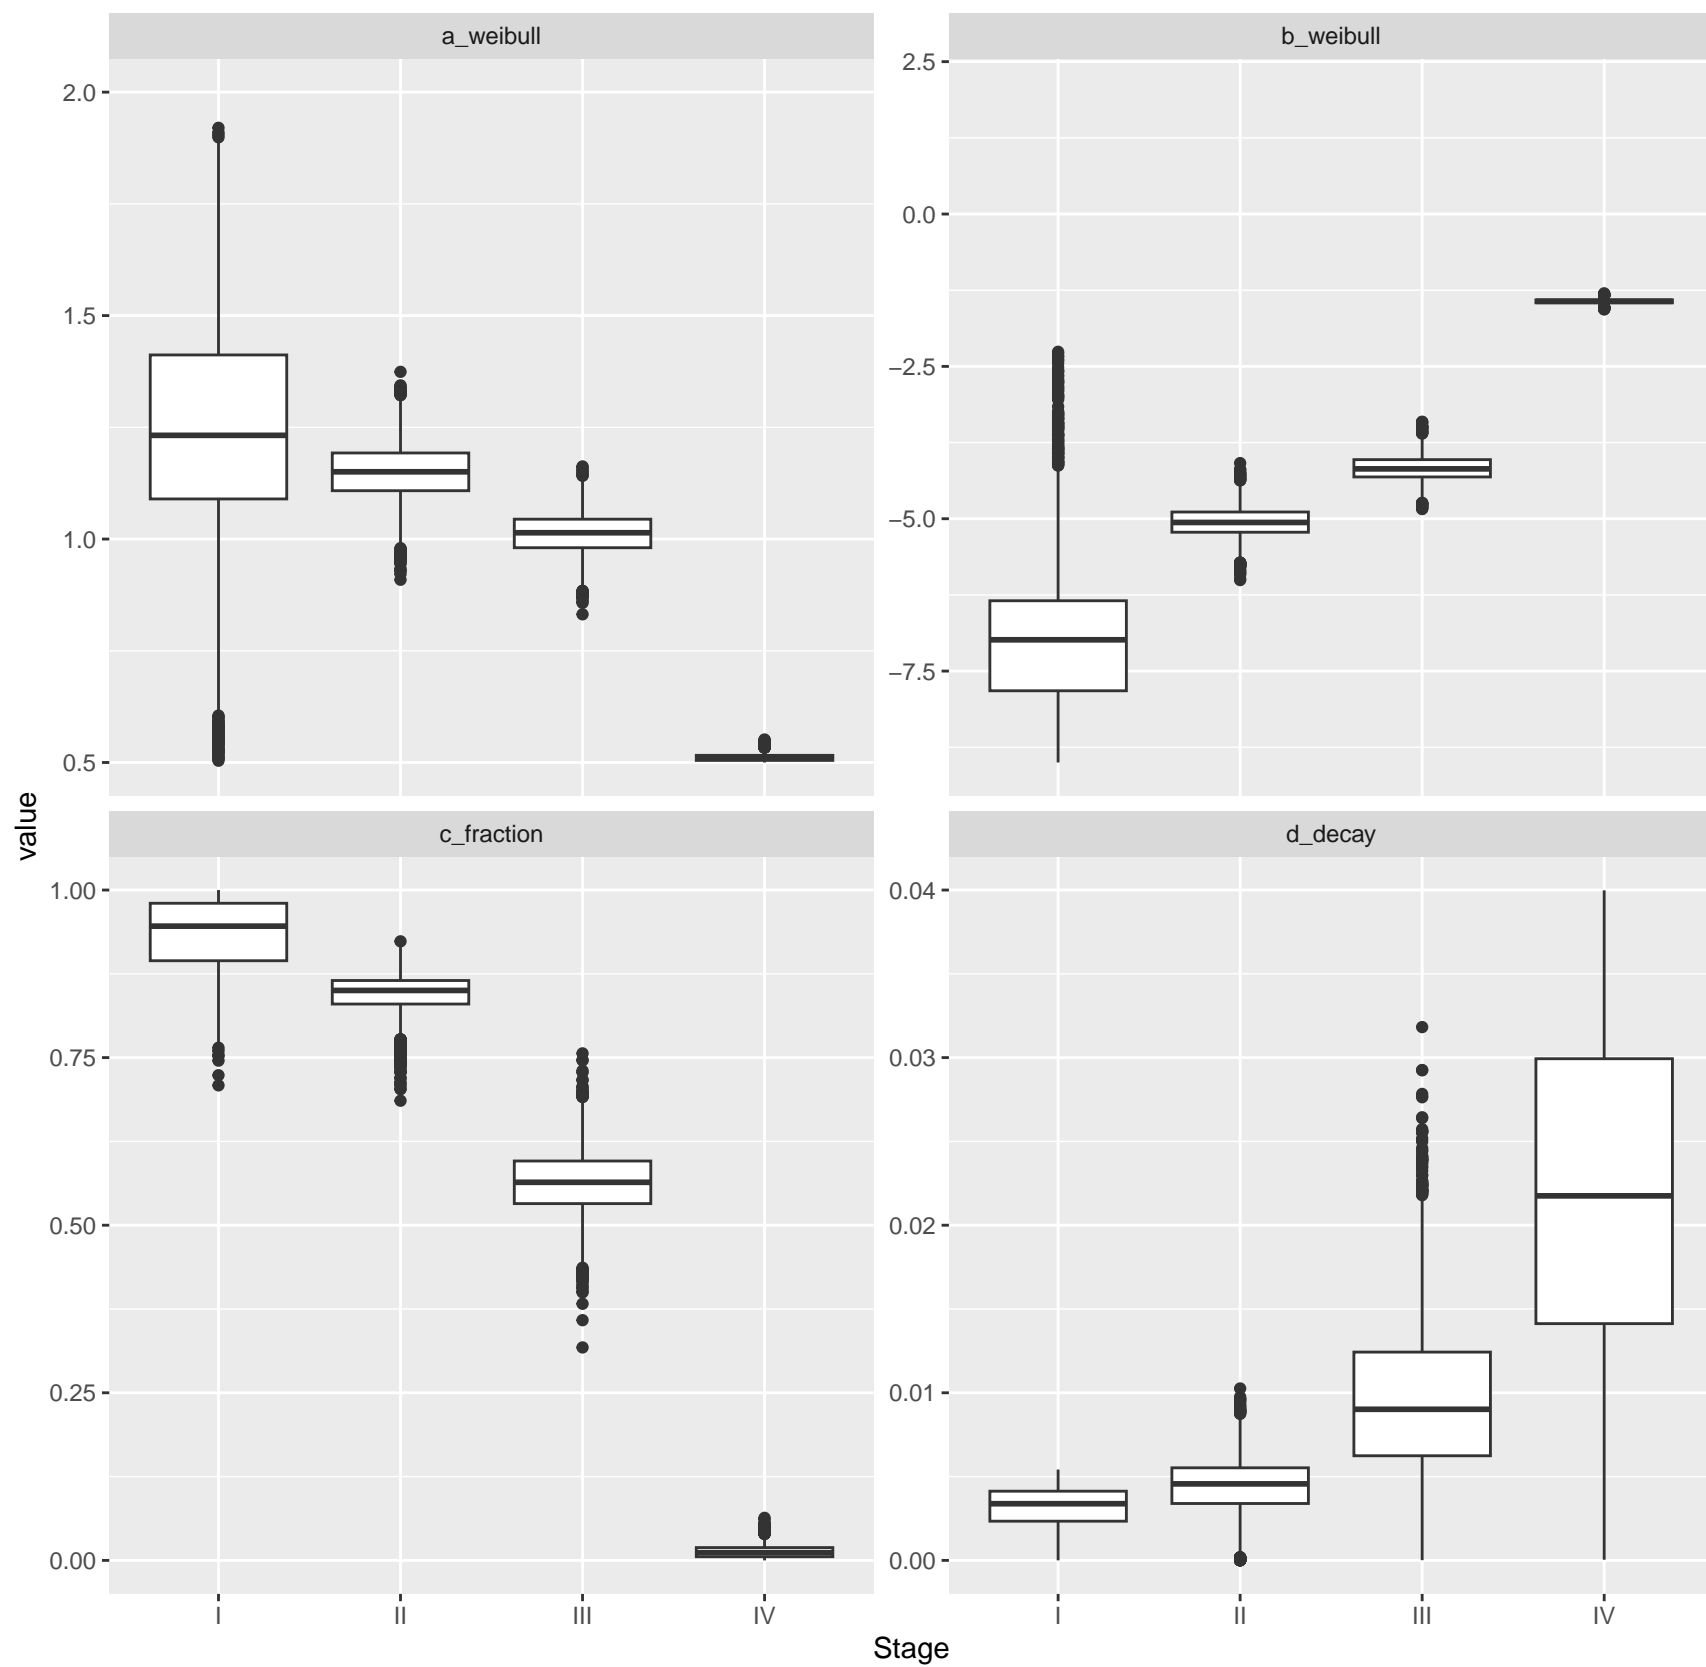 a_weibull
b_weibull
2.0
1.5
1.0
0.5
2.5
0.0
−2.5
−5.0
−7.5
value
c_fraction
d_decay
1.00
0.75
0.50
0.25
0.00
0.04
0.03
0.02
0.01
0.00
I II III IV
I II III IV
Stage